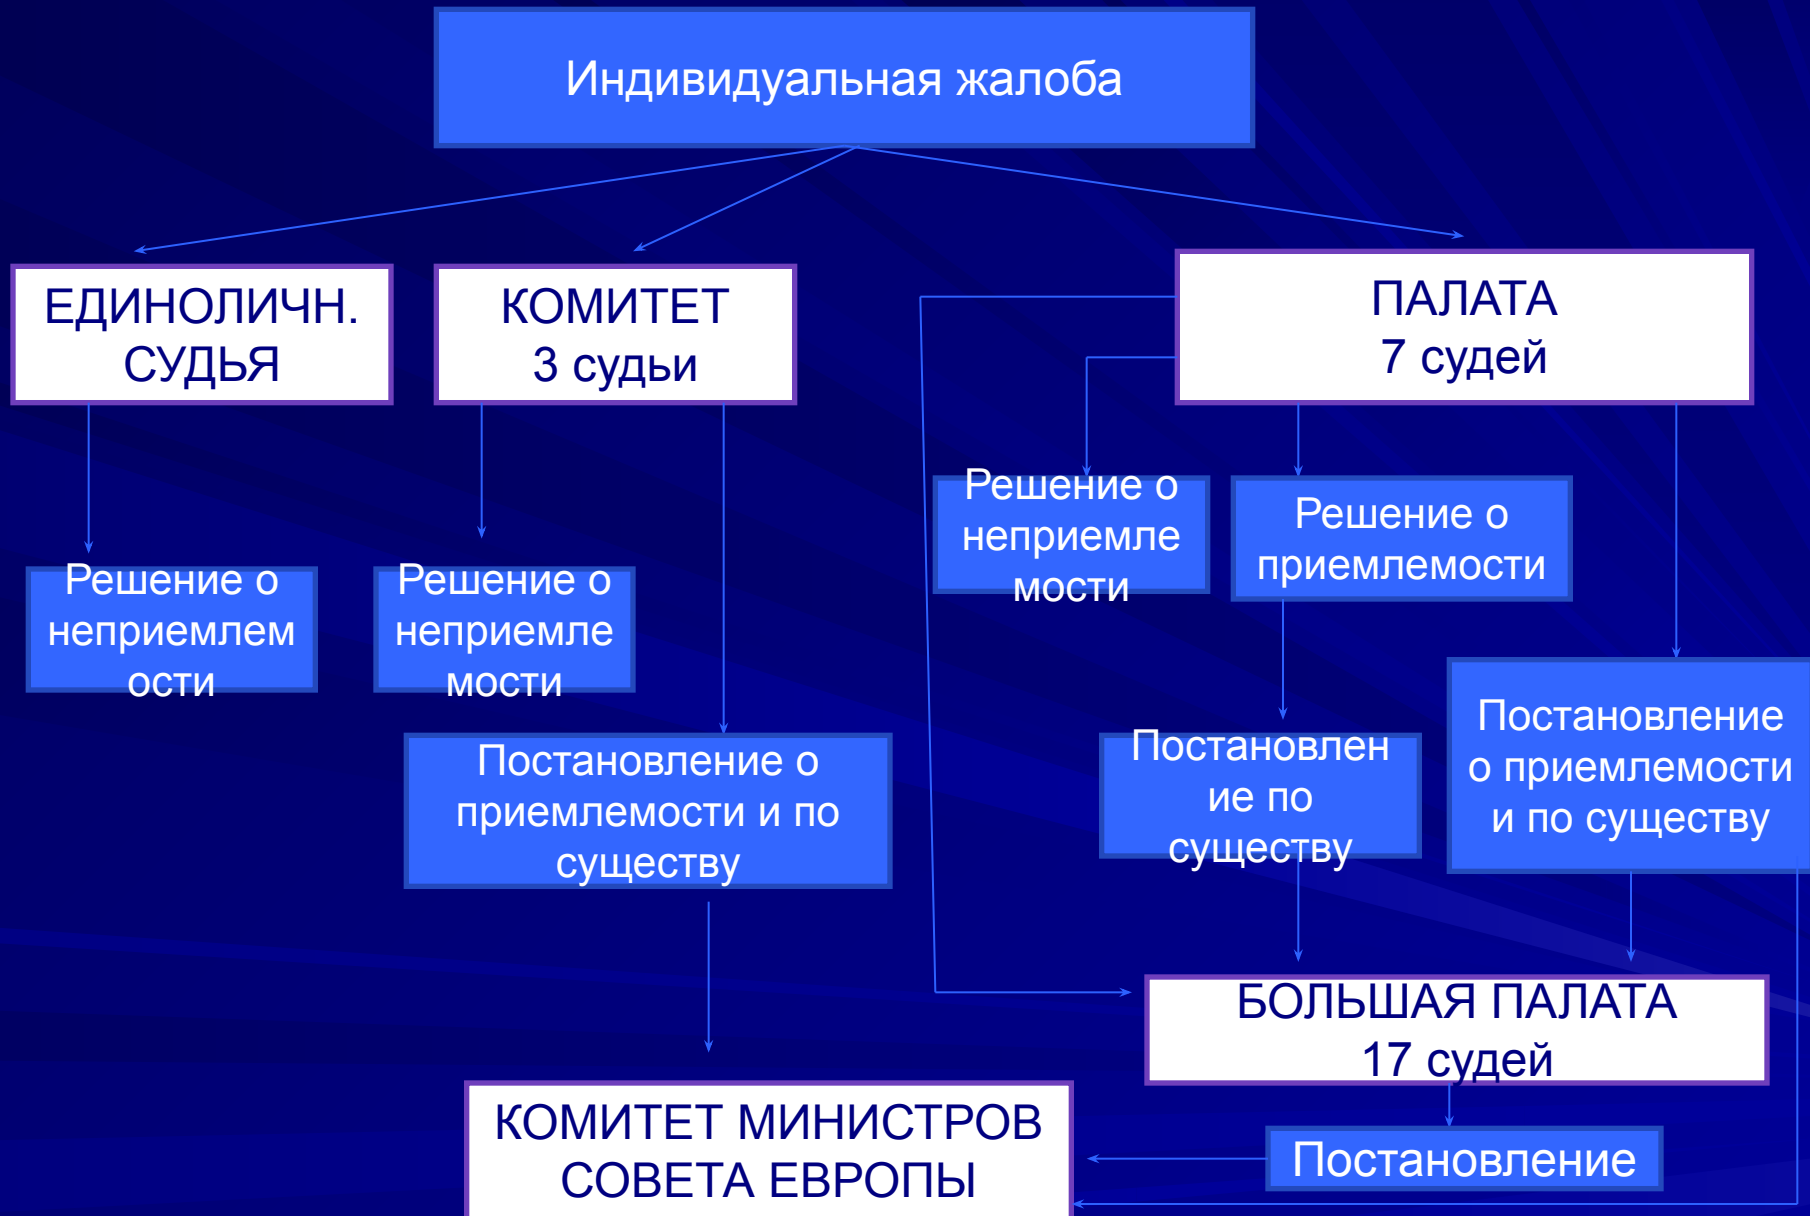 Индивидуальная жалоба
ЕДИНОЛИЧН.
СУДЬЯ
КОМИТЕТ
3 судьи
ПАЛАТА
7 судей
Решение о
неприемлем
ости
Решение о
неприемле
мости
Решение о
неприемле
мости
Решение о
приемлемости
Постановление о
приемлемости и по
существу
Постановлен
ие по
существу
Постановление
о приемлемости
и по существу
БОЛЬШАЯ ПАЛАТА
17 судей
КОМИТЕТ МИНИСТРОВ
СОВЕТА ЕВРОПЫ
Постановление